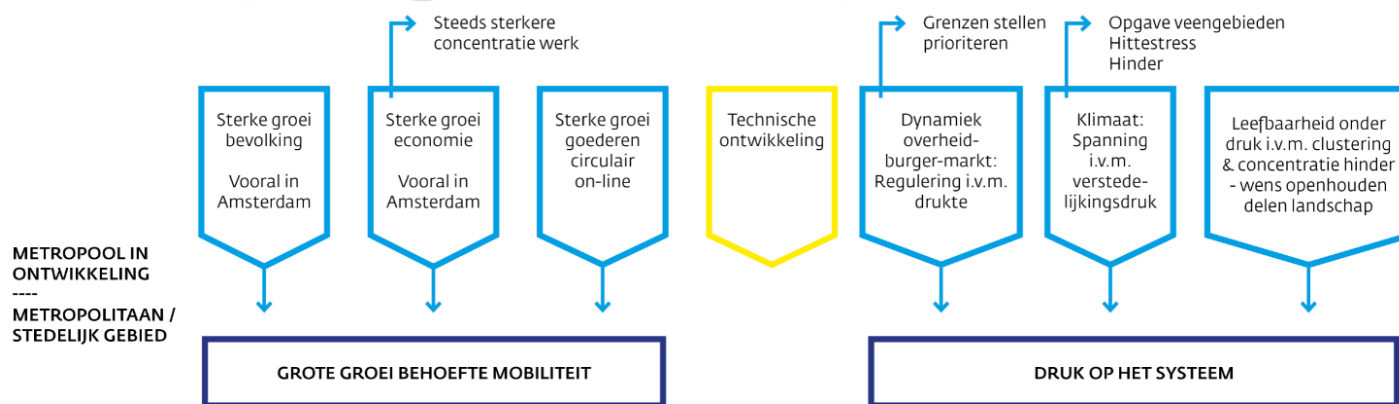 Steeds sterkere
concentratie werk
Grenzen stellen
prioriteren
Opgave veengebieden
Hittestress
Hinder
Sterke groei
bevolking
Vooral in
Amsterdam
Sterke groei
economie
Vooral in
Amsterdam
Sterke groei
goederen
circulair
on-line
Technische
ontwikkeling
Dynamiek
overheid-
burger-markt:
Regulering i.v.m.
drukte
Klimaat:
Spanning
i.v.m.
verstede-
lijkingsdruk
Leefbaarheid onder
druk i.v.m. clustering
& concentratie hinder
- wens openhouden
delen landschap
METROPOOL IN
ONTWIKKELING
----
METROPOLITAAN /
STEDELIJK GEBIED
GROTE GROEI BEHOEFTE MOBILITEIT
DRUK OP HET SYSTEEM